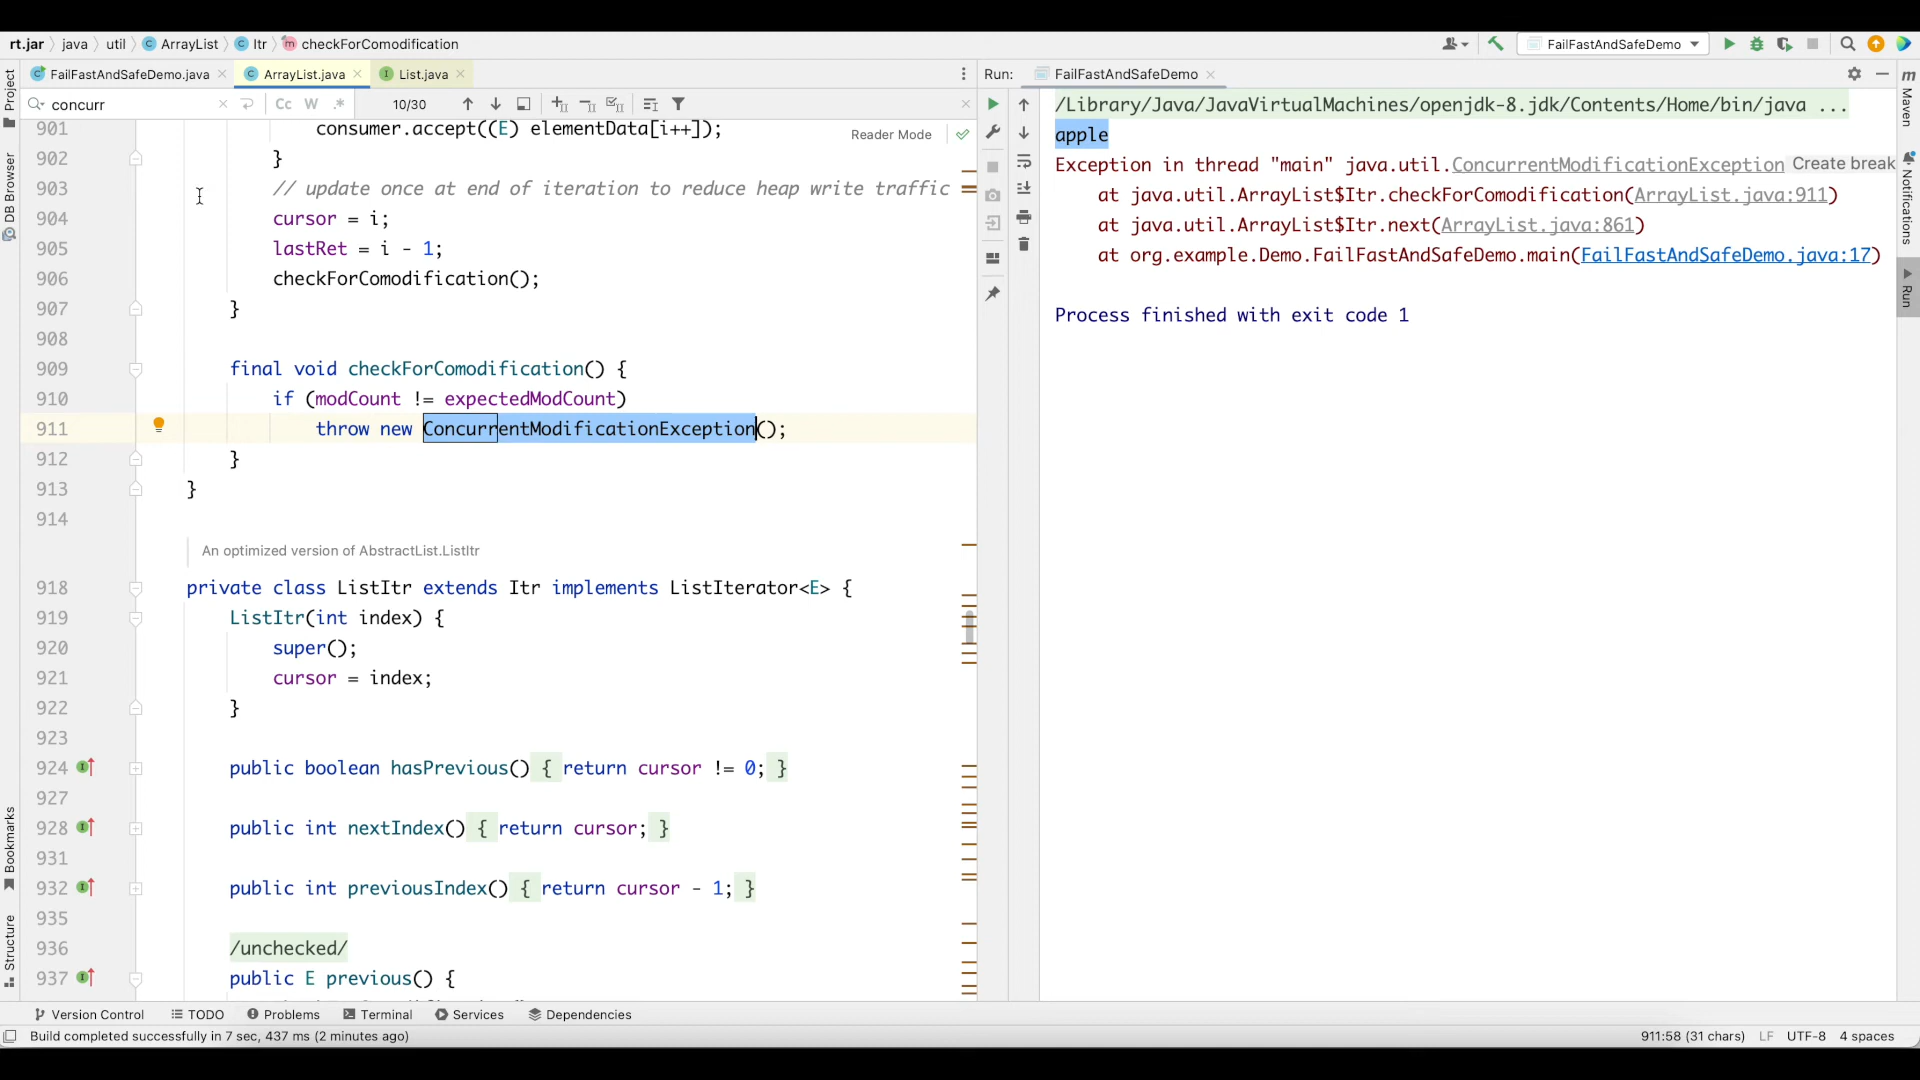 rt.jar java util ArrayList Itr checkForComodification
FailFastAndSafeDemo
FailFastAndSafeDemo.java ArrayList.java List.java
Run: FailFastAndSafeDemo
concurr Cc W .* 10/30
Reader Mode
901 consumer.accept((E) elementData[i++]);
902 }
903 // update once at end of iteration to reduce heap write traffic
904 cursor = i;
905 lastRet = i - 1;
906 checkForComodification();
907 }
908
909 final void checkForComodification() {
910 if (modCount != expectedModCount)
911 throw new ConcurrentModificationException();
912 }
913 }
914
An optimized version of AbstractList.ListItr
918 private class ListItr extends Itr implements ListIterator<E> {
919 ListItr(int index) {
920 super();
921 cursor = index;
922 }
923
924 public boolean hasPrevious() { return cursor != 0; }
927
928 public int nextIndex() { return cursor; }
931
932 public int previousIndex() { return cursor - 1; }
935
936 /unchecked/
937 public E previous() {
/Library/Java/JavaVirtualMachines/openjdk-8.jdk/Contents/Home/bin/java ...
apple
Exception in thread "main" java.util.ConcurrentModificationException Create break
at java.util.ArrayList$Itr.checkForComodification(ArrayList.java:911)
at java.util.ArrayList$Itr.next(ArrayList.java:861)
at org.example.Demo.FailFastAndSafeDemo.main(FailFastAndSafeDemo.java:17)
Process finished with exit code 1
Project
DB Browser
Bookmarks
Structure
m
Maven
Notifications
Run
Version Control TODO Problems Terminal Services Dependencies
Build completed successfully in 7 sec, 437 ms (2 minutes ago)
911:58 (31 chars) LF UTF-8 4 spaces